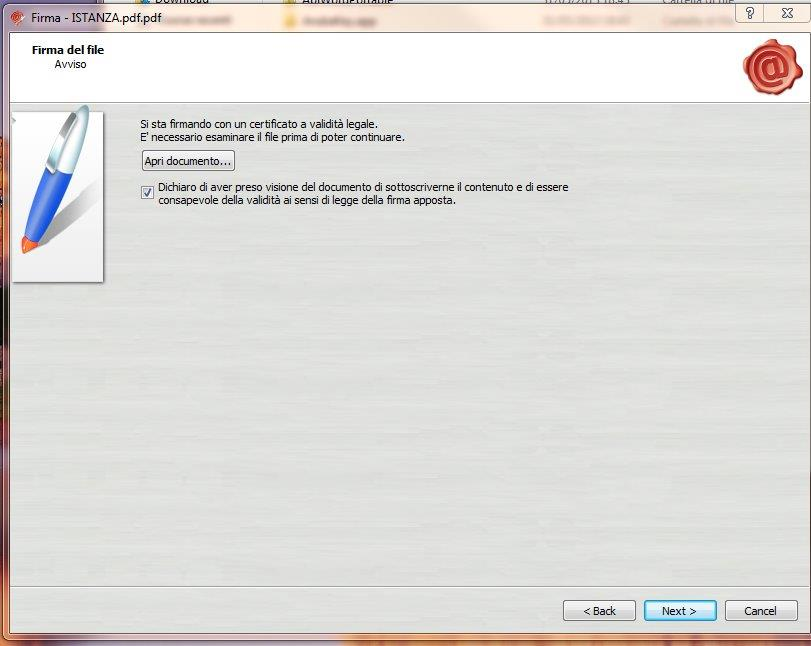 Firma - ISTANZA.pdf.pdf
Firma del file
Avviso
Si sta firmando con un certificato a validità legale.
E' necessario esaminare il file prima di poter continuare.
Apri documento...
Dichiaro di aver preso visione del documento di sottoscriverne il contenuto e di essere
consapevole della validità ai sensi di legge della firma apposta.
< Back
Next >
Cancel